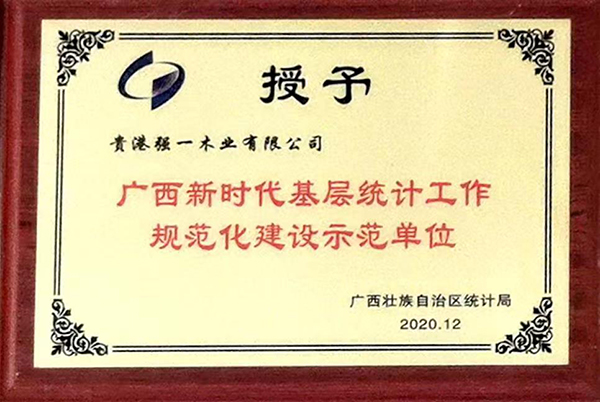 授予
贵港强一木业有限公司
广西新时代基层统计工作
规范化建设示范单位
广西壮族自治区统计局
2020.12